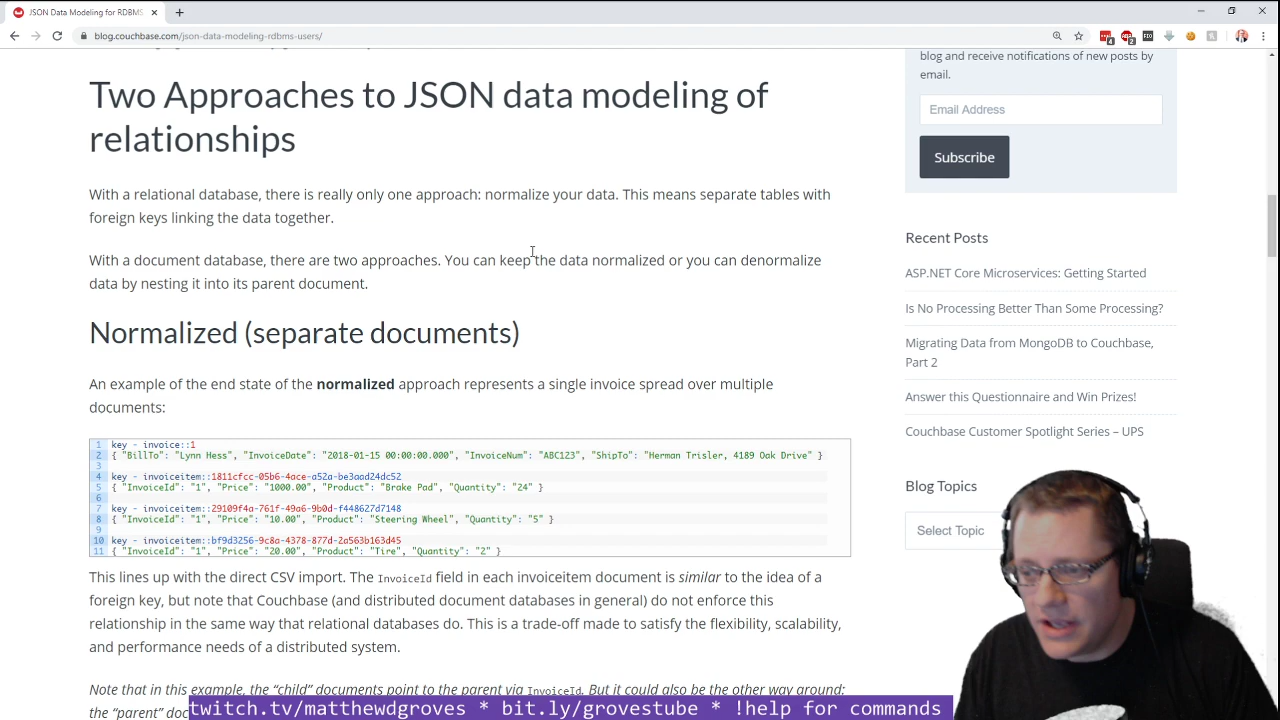 JSON Data Modeling for RDBMS
blog.couchbase.com/json-data-modeling-rdbms-users/
blog and receive notifications of new posts by
email.
Email Address
Subscribe
Two Approaches to JSON data modeling of
relationships
With a relational database, there is really only one approach: normalize your data. This means separate tables with
foreign keys linking the data together.
With a document database, there are two approaches. You can keep the data normalized or you can denormalize
data by nesting it into its parent document.
Normalized (separate documents)
An example of the end state of the normalized approach represents a single invoice spread over multiple
documents:
1 key - invoice::1
2 { "BillTo": "Lynn Hess", "InvoiceDate": "2018-01-15 00:00:00.000", "InvoiceNum": "ABC123", "ShipTo": "Herman Trisler, 4189 Oak Drive" }
3
4 key - invoiceitem::1811cfcc-05b6-4ace-a52a-be3aad24dc52
5 { "InvoiceId": "1", "Price": "1000.00", "Product": "Brake Pad", "Quantity": "24" }
6
7 key - invoiceitem::29109f4a-761f-49a6-9b0d-f448627d7148
8 { "InvoiceId": "1", "Price": "10.00", "Product": "Steering Wheel", "Quantity": "5" }
9
10 key - invoiceitem::bf9d3256-9c8a-4378-877d-2a563b163d45
11 { "InvoiceId": "1", "Price": "20.00", "Product": "Tire", "Quantity": "2" }
This lines up with the direct CSV import. The InvoiceId field in each invoiceitem document is similar to the idea of a
foreign key, but note that Couchbase (and distributed document databases in general) do not enforce this
relationship in the same way that relational databases do. This is a trade-off made to satisfy the flexibility, scalability,
and performance needs of a distributed system.
Note that in this example, the “child” documents point to the parent via InvoiceId. But it could also be the other way around:
the “parent” doc
Recent Posts
ASP.NET Core Microservices: Getting Started
Is No Processing Better Than Some Processing?
Migrating Data from MongoDB to Couchbase,
Part 2
Answer this Questionnaire and Win Prizes!
Couchbase Customer Spotlight Series – UPS
Blog Topics
Select Topic
twitch.tv/matthewdgroves * bit.ly/grovestube * !help for commands